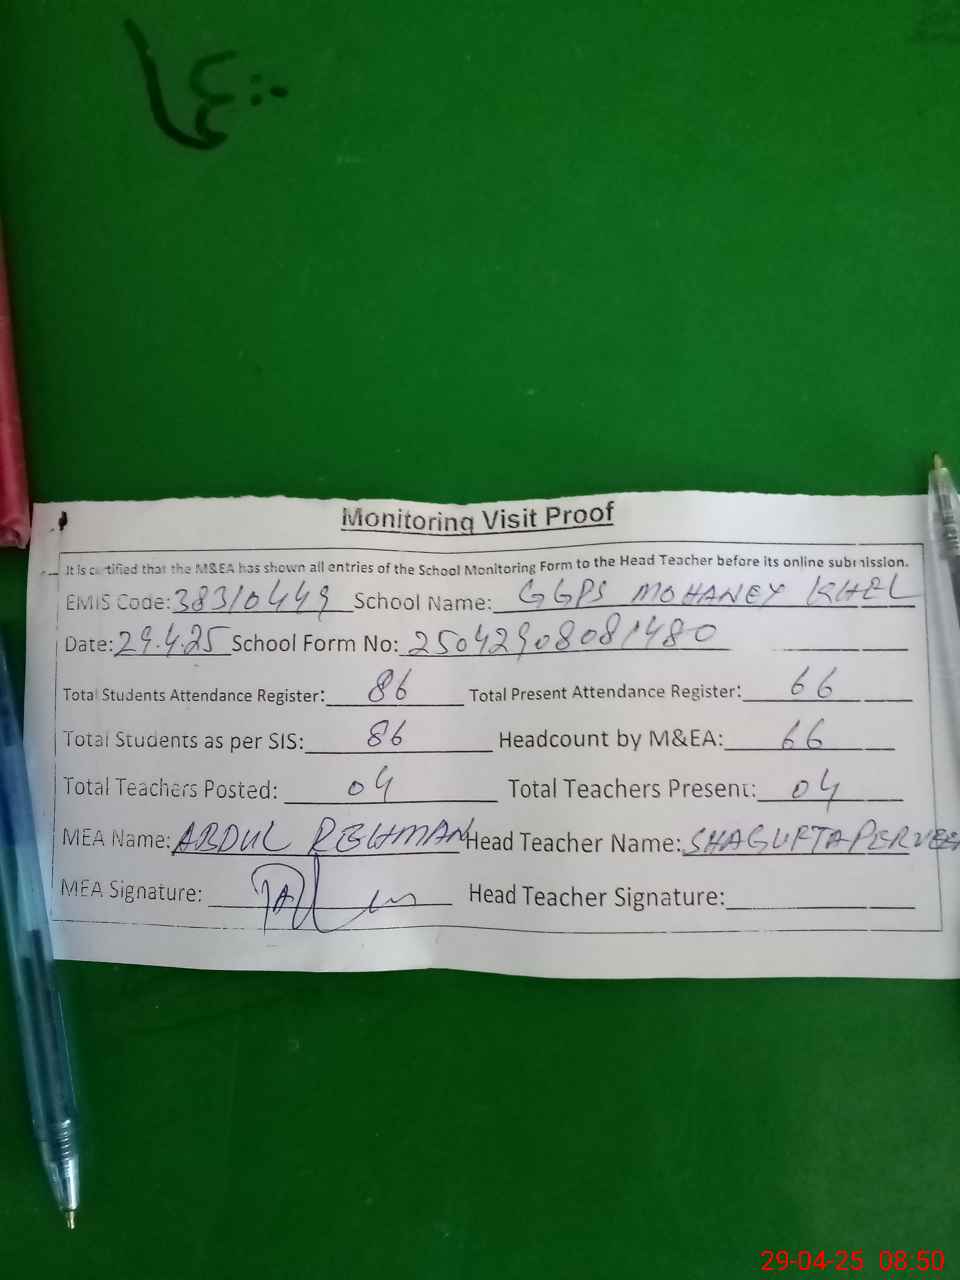 Monitoring Visit Proof
It is certified that the M&EA has shown all entries of the School Monitoring Form to the Head Teacher before its online submission.
EMIS Code: 38310449 School Name: GGPS MOHANEY KHEL
Date: 29.4.25 School Form No: 25042908081480
Total Students Attendance Register: 86 Total Present Attendance Register: 66
Total Students as per SIS: 86 Headcount by M&EA: 66
Total Teachers Posted: 04 Total Teachers Present: 04
MEA Name: ABDUL REHMAN Head Teacher Name: SHAGUFTA PERVEEN
MEA Signature: Head Teacher Signature:
29-04-25 08:50